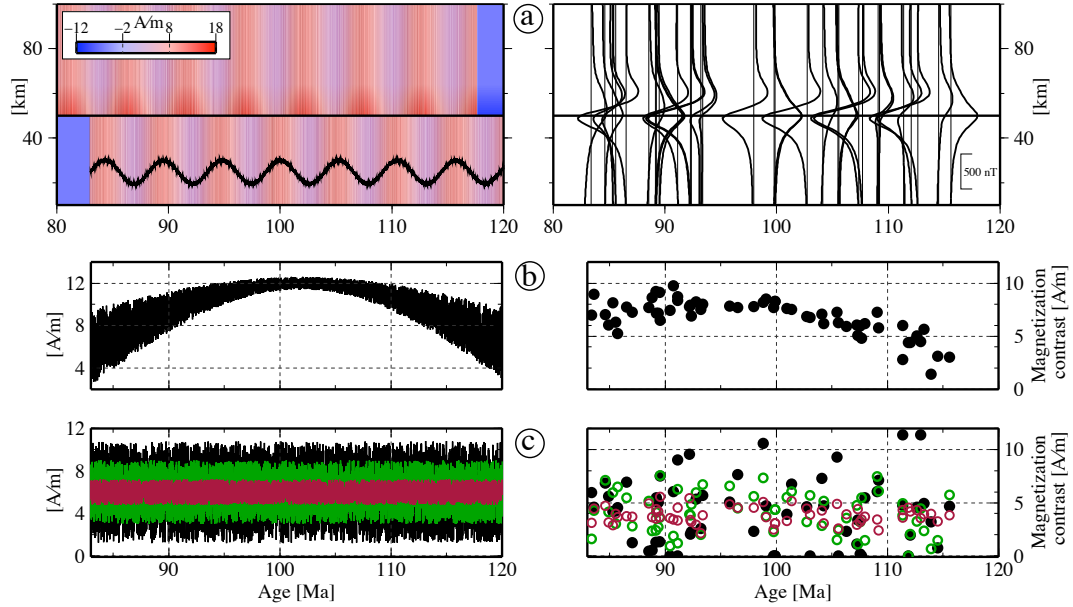 A/m
−12 -2 8 18
80
40
[km]
80 90 100 110 120
a
80
40
[km]
500 nT
80 90 100 110 120
b
12
8
4
[A/m]
10
5
0
Magnetization
contrast [A/m]
c
12
8
4
0
[A/m]
90 100 110 120
Age [Ma]
10
5
0
Magnetization
contrast [A/m]
90 100 110 120
Age [Ma]